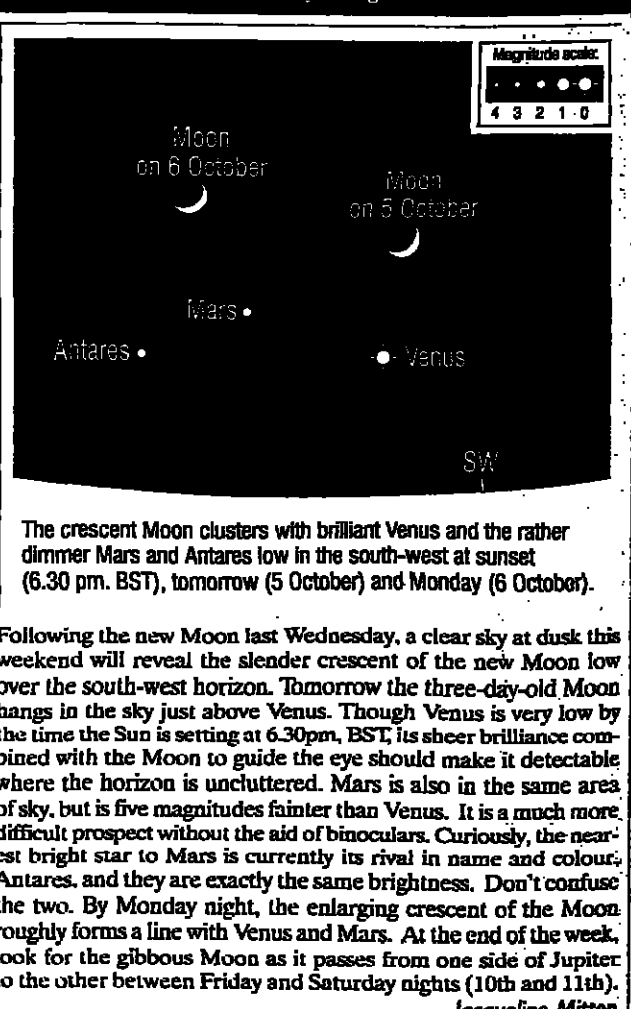 Magnitude scale:
4 3 2 1 0
Moon
on 6 October
Moon
on 5 October
Mars
Antares
Venus
SW
The crescent Moon clusters with brilliant Venus and the rather
dimmer Mars and Antares low in the south-west at sunset
(6.30 pm. BST), tomorrow (5 October) and Monday (6 October).
Following the new Moon last Wednesday, a clear sky at dusk this
weekend will reveal the slender crescent of the new Moon low
over the south-west horizon. Tomorrow the three-day-old Moon
hangs in the sky just above Venus. Though Venus is very low by
the time the Sun is setting at 6.30pm, BST, its sheer brilliance com-
bined with the Moon to guide the eye should make it detectable
where the horizon is uncluttered. Mars is also in the same area
of sky, but is five magnitudes fainter than Venus. It is a much more
difficult prospect without the aid of binoculars. Curiously, the near-
est bright star to Mars is currently its rival in name and colour,
Antares, and they are exactly the same brightness. Don't confuse
the two. By Monday night, the enlarging crescent of the Moon
roughly forms a line with Venus and Mars. At the end of the week,
look for the gibbous Moon as it passes from one side of Jupiter
to the other between Friday and Saturday nights (10th and 11th).
Jacqueline Mitton